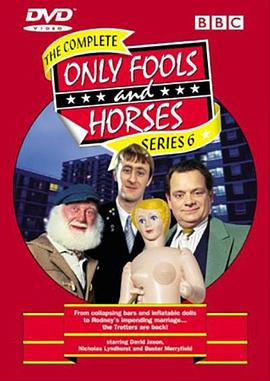 DVD
VIDEO
BBC
THE COMPLETE
ONLY FOOLS
and
HORSES
SERIES 6
From collapsing bars and inflatable dolls
to Rodney's impending marriage...
the Trotters are back!
starring David Jason,
Nicholas Lyndhurst and Buster Merryfield